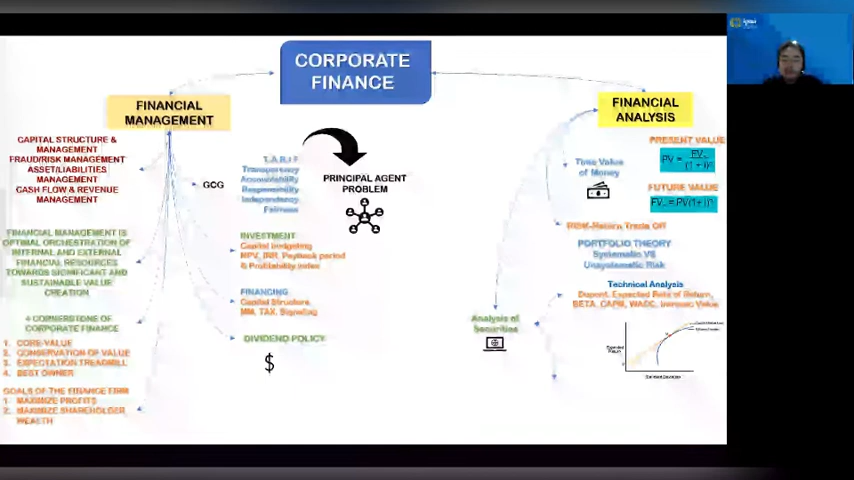 CORPORATE
FINANCE
FINANCIAL
MANAGEMENT
CAPITAL STRUCTURE &
MANAGEMENT
FRAUD/RISK MANAGEMENT
ASSET/LIABILITIES
MANAGEMENT
CASH FLOW & REVENUE
MANAGEMENT
FINANCIAL MANAGEMENT IS
OPTIMAL ORCHESTRATION OF
INTERNAL AND EXTERNAL
FINANCIAL RESOURCES
TOWARDS SIGNIFICANT AND
SUSTAINABLE VALUE
CREATION
4 CORNERSTONE OF
CORPORATE FINANCE
1. CORE-VALUE
2. CONSERVATION OF VALUE
3. EXPECTATION TREADMILL
4. BEST OWNER
GOALS OF THE FINANCE FIRM
1. MAXIMIZE PROFITS
2. MAXIMIZE SHAREHOLDER
WEALTH
GCG
T.A.R.I.F
Transparency
Accountability
Responsibility
Independency
Fairness
PRINCIPAL AGENT
PROBLEM
INVESTMENT
Capital budgeting
NPV, IRR, Payback period
& Profitability index
FINANCING
Capital Structure
MM, TAX, Signaling
DIVIDEND POLICY
$
FINANCIAL
ANALYSIS
Time Value
of Money
PRESENT VALUE
FUTURE VALUE
RISK-Return Trade Off
PORTFOLIO THEORY
Systematic VS
Unsystematic Risk
Technical Analysis
Dupont, Expected Rate of Return,
BETA, CAPM, WACC, Intrinsic Value
Analysis of
Securities
Standard Deviation